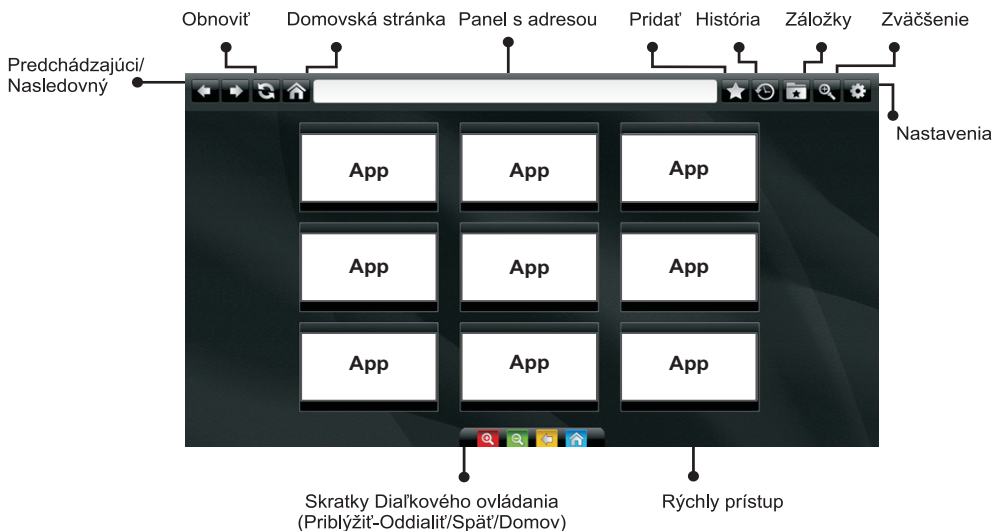 Obnoviť
Domovská stránka
Panel s adresou
Pridať
História
Záložky
Zväčšenie
Predchádzajúci/
Nasledovný
Nastavenia
App
App
App
App
App
App
App
App
App
Skratky Diaľkového ovládania
(Priblýžiť-Oddialiť/Späť/Domov)
Rýchly prístup